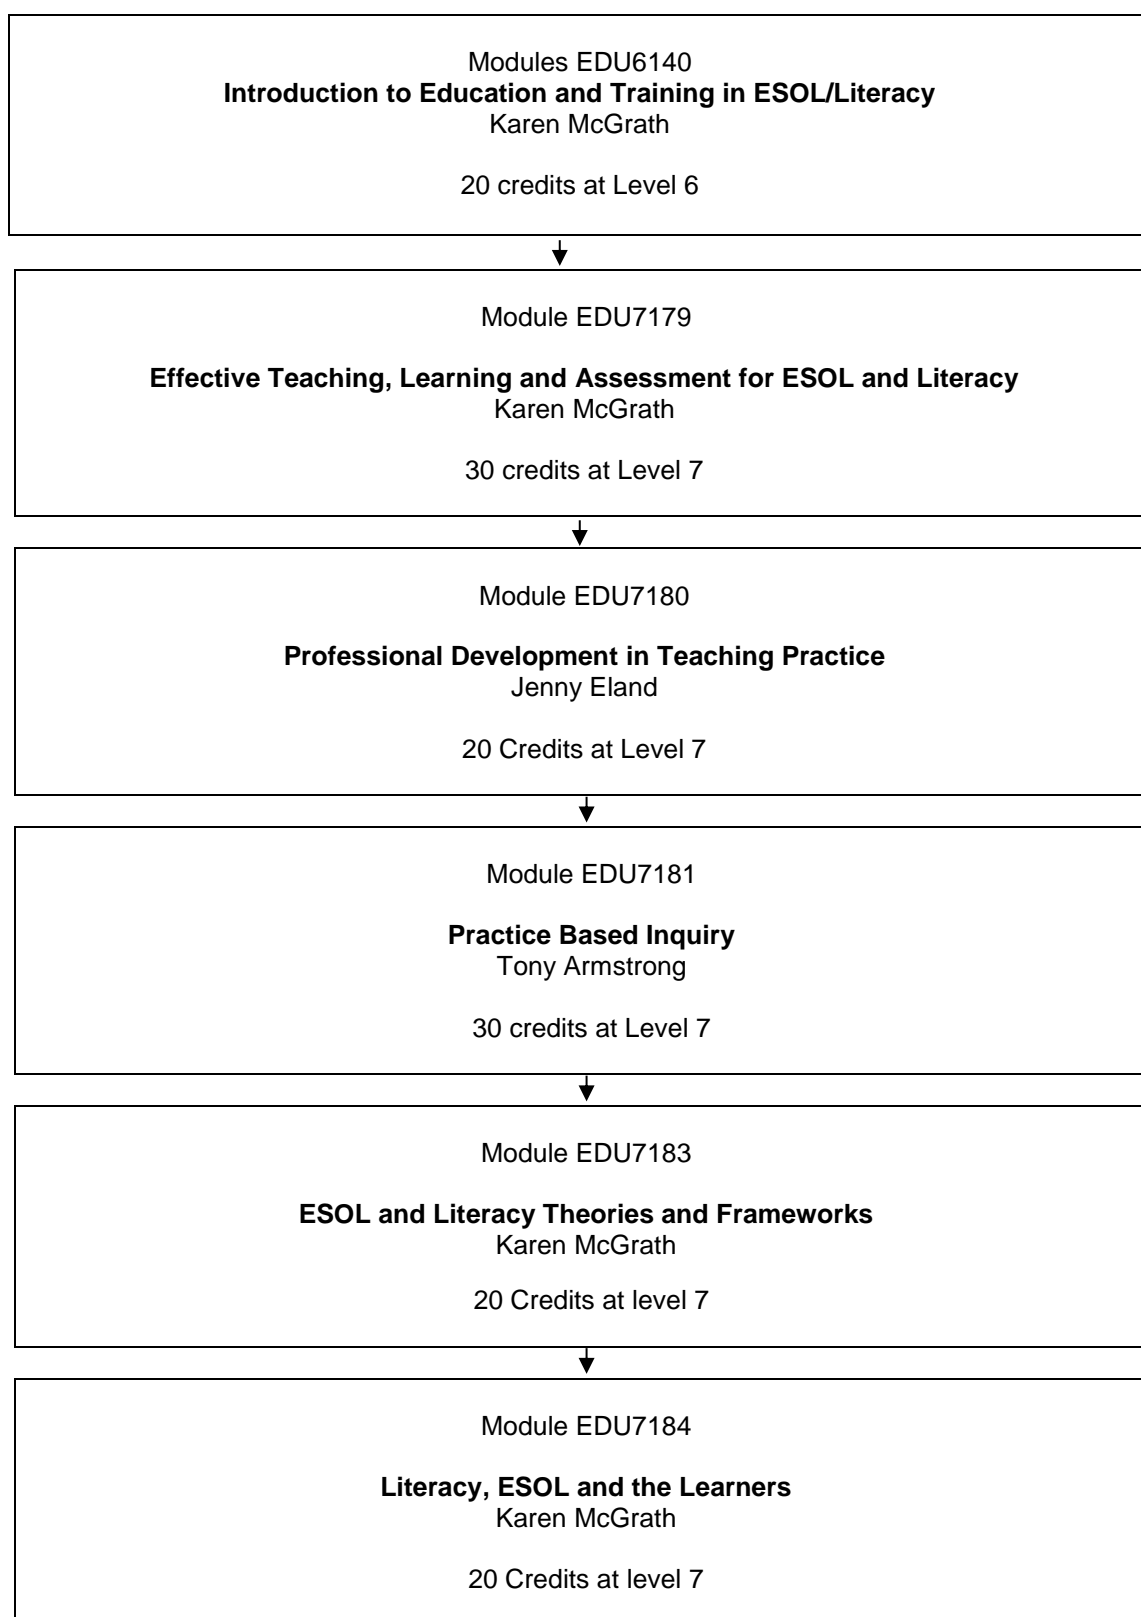 Modules EDU6140
Introduction to Education and Training in ESOL/Literacy
Karen McGrath
20 credits at Level 6
Module EDU7179
Effective Teaching, Learning and Assessment for ESOL and Literacy
Karen McGrath
30 credits at Level 7
Module EDU7180
Professional Development in Teaching Practice
Jenny Eland
20 Credits at Level 7
Module EDU7181
Practice Based Inquiry
Tony Armstrong
30 credits at Level 7
Module EDU7183
ESOL and Literacy Theories and Frameworks
Karen McGrath
20 Credits at level 7
Module EDU7184
Literacy, ESOL and the Learners
Karen McGrath
20 Credits at level 7